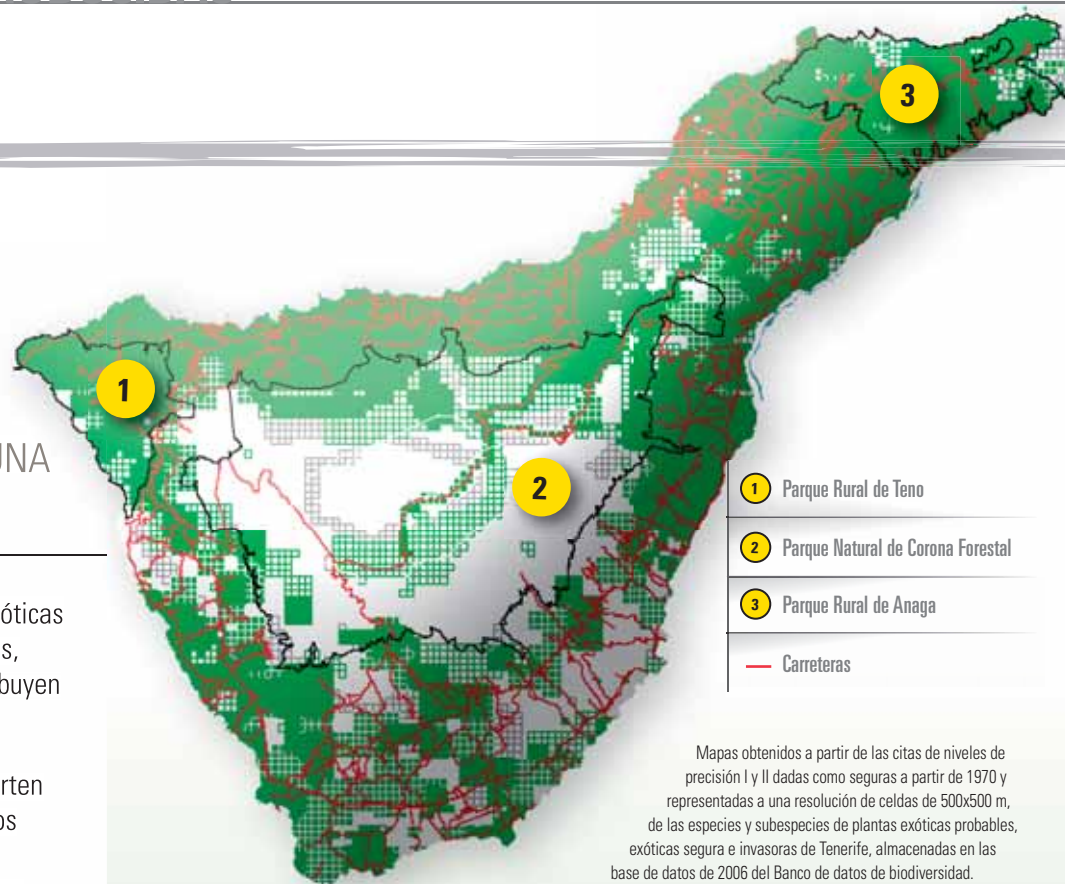 3
1
2
UNA
óticas
s,
buyen
rten
os
1 Parque Rural de Teno
2 Parque Natural de Corona Forestal
3 Parque Rural de Anaga
Carreteras
Mapas obtenidos a partir de las citas de niveles de
precisión I y II dadas como seguras a partir de 1970 y
representadas a una resolución de celdas de 500x500 m,
de las especies y subespecies de plantas exóticas probables,
exóticas segura e invasoras de Tenerife, almacenadas en las
base de datos de 2006 del Banco de datos de biodiversidad.